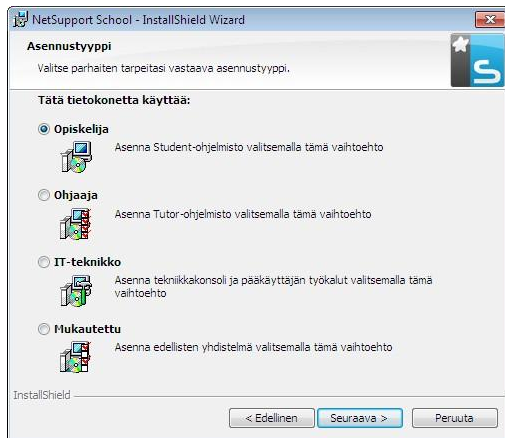 NetSupport School - InstallShield Wizard
Asennustyyppi
Valitse parhaiten tarpeitasi vastaava asennustyyppi.
S
Tätä tietokonetta käyttää:
Opiskelija
Asenna Student-ohjelmisto valitsemalla tämä vaihtoehto
Ohjaaja
Asenna Tutor-ohjelmisto valitsemalla tämä vaihtoehto
IT-teknikko
Asenna tekniikkakonsoli ja pääkäyttäjän työkalut valitsemalla tämä
vaihtoehto
Mukautettu
Asenna edellisten yhdistelmä valitsemalla tämä vaihtoehto
InstallShield
< Edellinen Seuraava > Peruuta